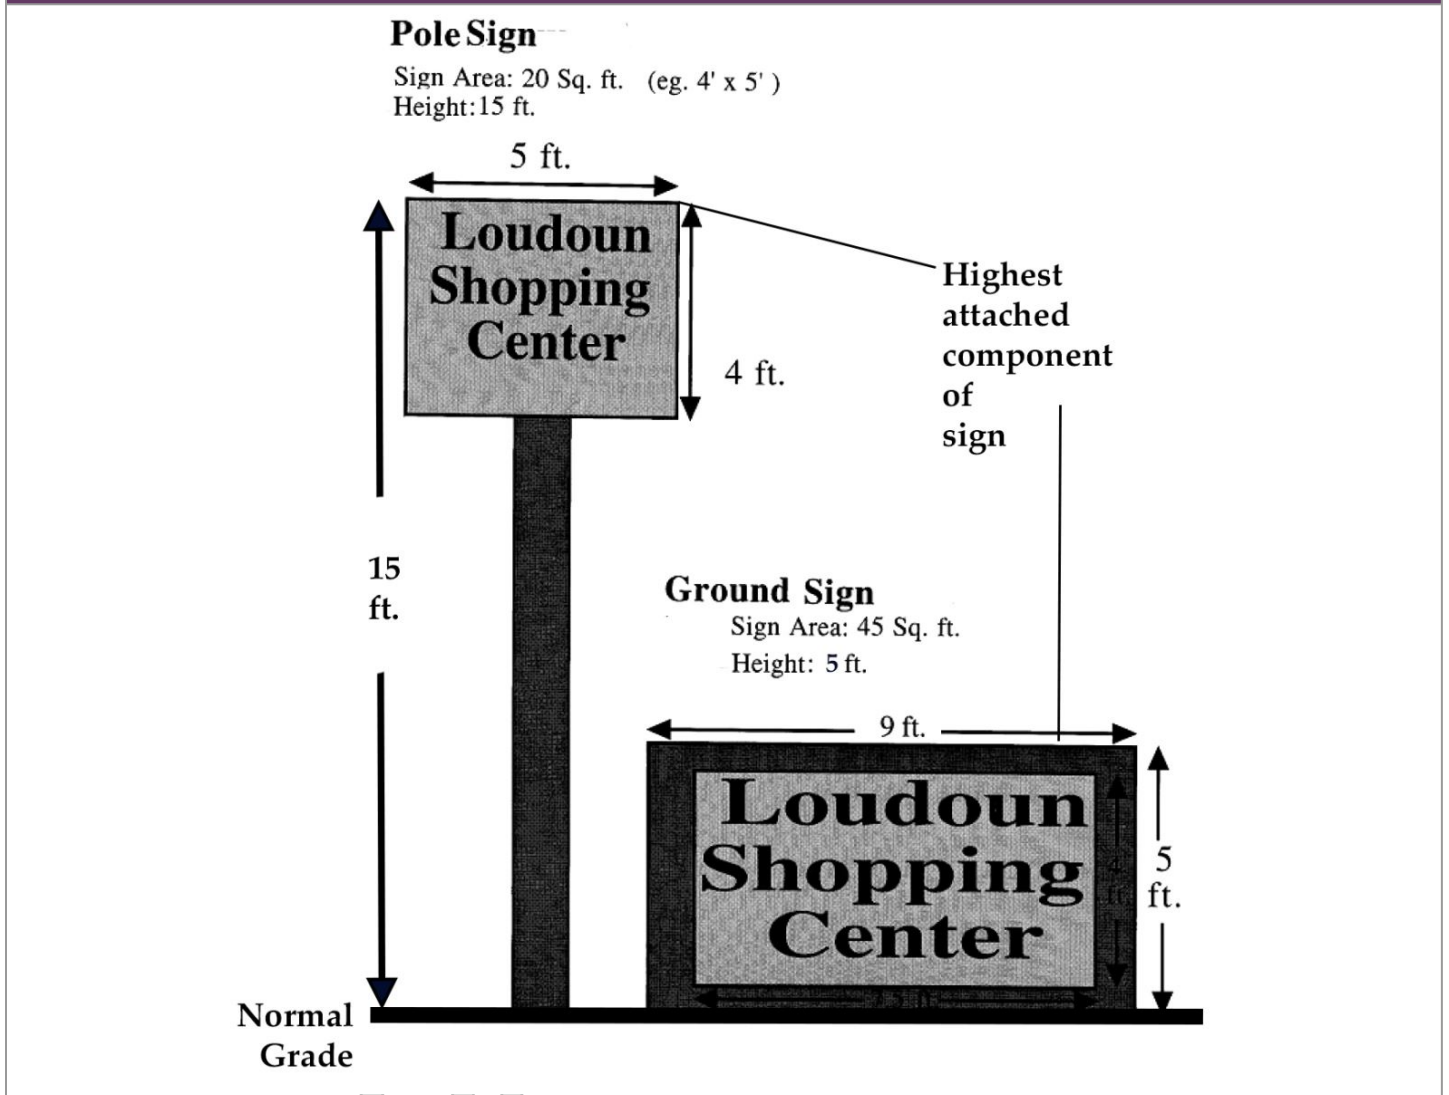 Pole Sign
Sign Area: 20 Sq. ft. (eg. 4' x 5' )
Height:15 ft.
5 ft.
Loudoun
Shopping
Center
4 ft.
Highest
attached
component
of
sign
15
ft.
Ground Sign
Sign Area: 45 Sq. ft.
Height: 5 ft.
9 ft.
Loudoun
Shopping
Center
4
ft.
5
ft.
Normal
Grade